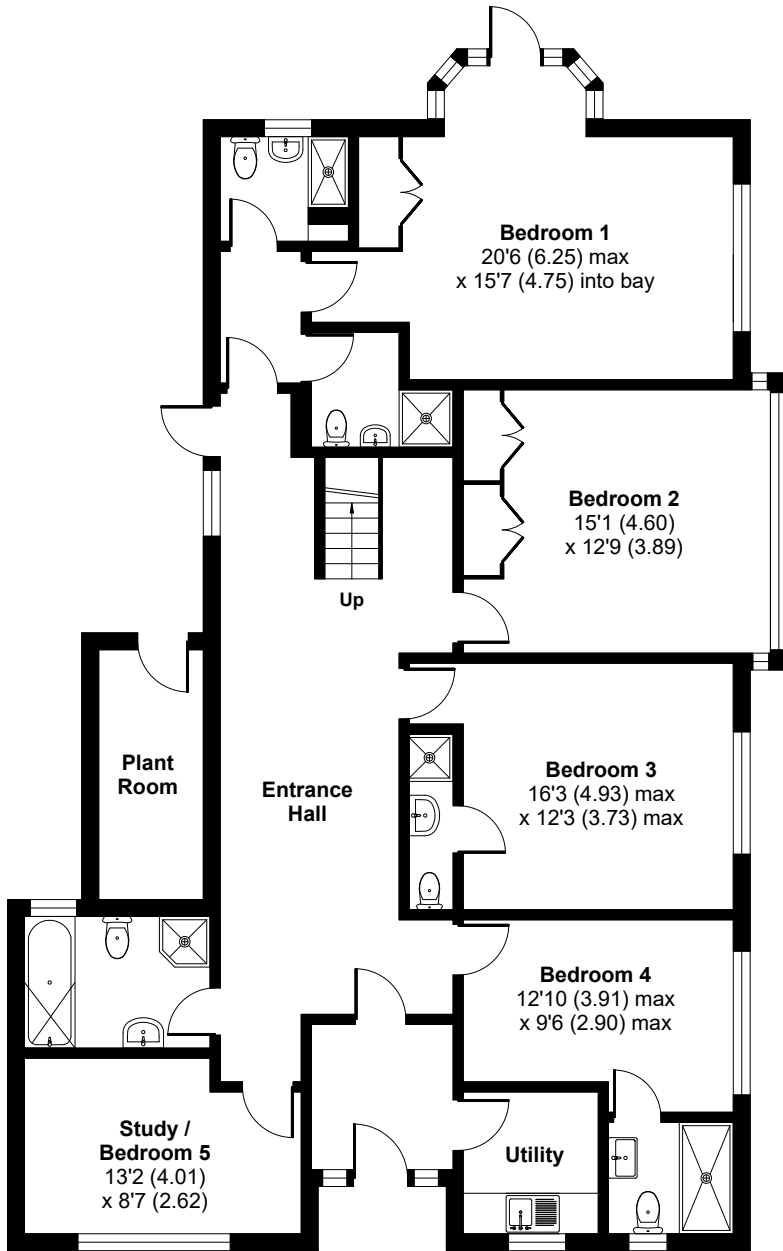 Bedroom 1
20'6 (6.25) max
x 15'7 (4.75) into bay
Bedroom 2
15'1 (4.60)
x 12'9 (3.89)
Up
Plant
Room
Entrance
Hall
Bedroom 3
16'3 (4.93) max
x 12'3 (3.73) max
Bedroom 4
12'10 (3.91) max
x 9'6 (2.90) max
Study /
Bedroom 5
13'2 (4.01)
x 8'7 (2.62)
Utility